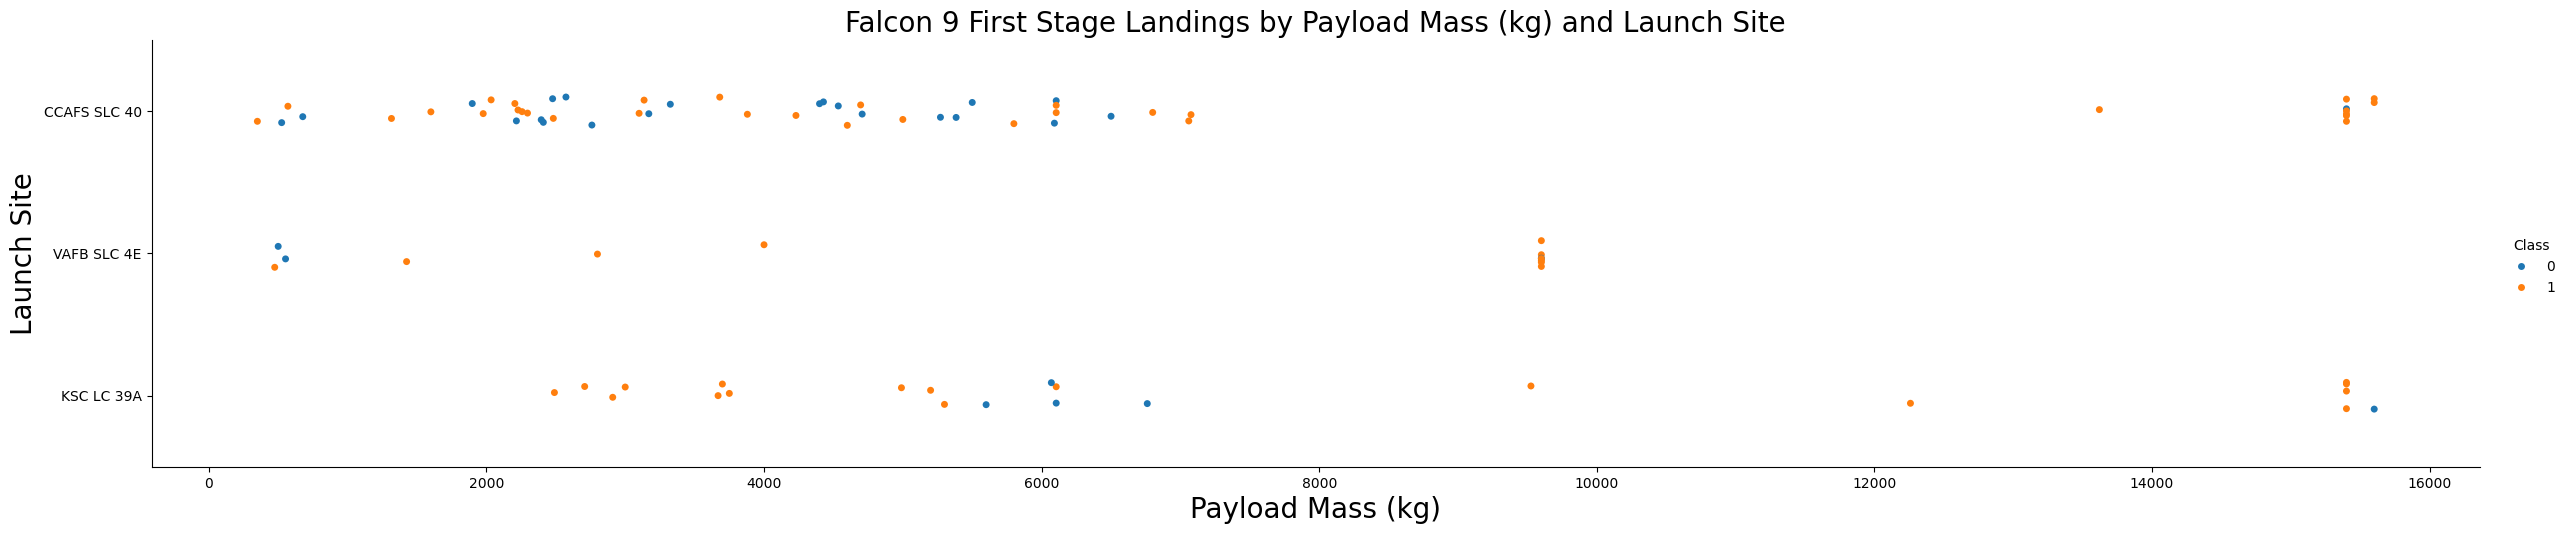 Falcon 9 First Stage Landings by Payload Mass (kg) and Launch Site
Launch Site
CCAFS SLC 40
VAFB SLC 4E
KSC LC 39A
0 2000 4000 6000 8000 10000 12000 14000 16000
Payload Mass (kg)
Class
0
1